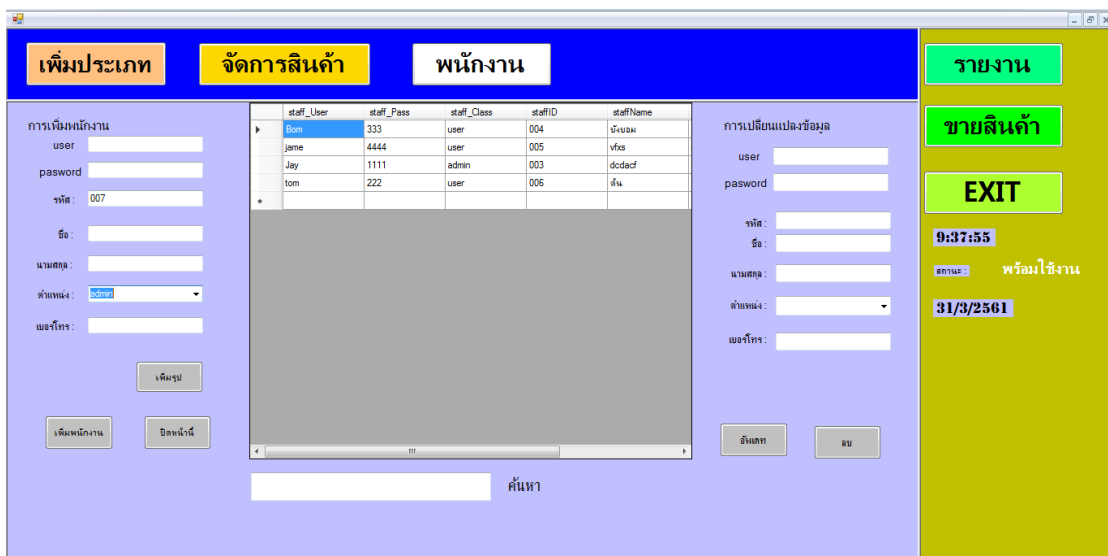 เพิ่มประเภท จัดการสินค้า พนักงาน
การเพิ่มพนักงาน
user
pasword
รหัส : 007
ชื่อ :
นามสกุล :
ตำแหน่ง : admin
เบอร์โทร :
เพิ่มรูป
เพิ่มพนักงาน ปิดหน้านี้
staff_User staff_Pass staff_Class staffID staffName
Bom 333 user 004 บังบอม
jame 4444 user 005 vfxs
Jay 1111 admin 003 dcdacf
tom 222 user 006 ต้น
ค้นหา
การเปลี่ยนแปลงข้อมูล
user
pasword
รหัส :
ชื่อ :
นามสกุล :
ตำแหน่ง :
เบอร์โทร :
อัพเดท ลบ
รายงาน
ขายสินค้า
EXIT
9:37:55
สถานะ : พร้อมใช้งาน
31/3/2561